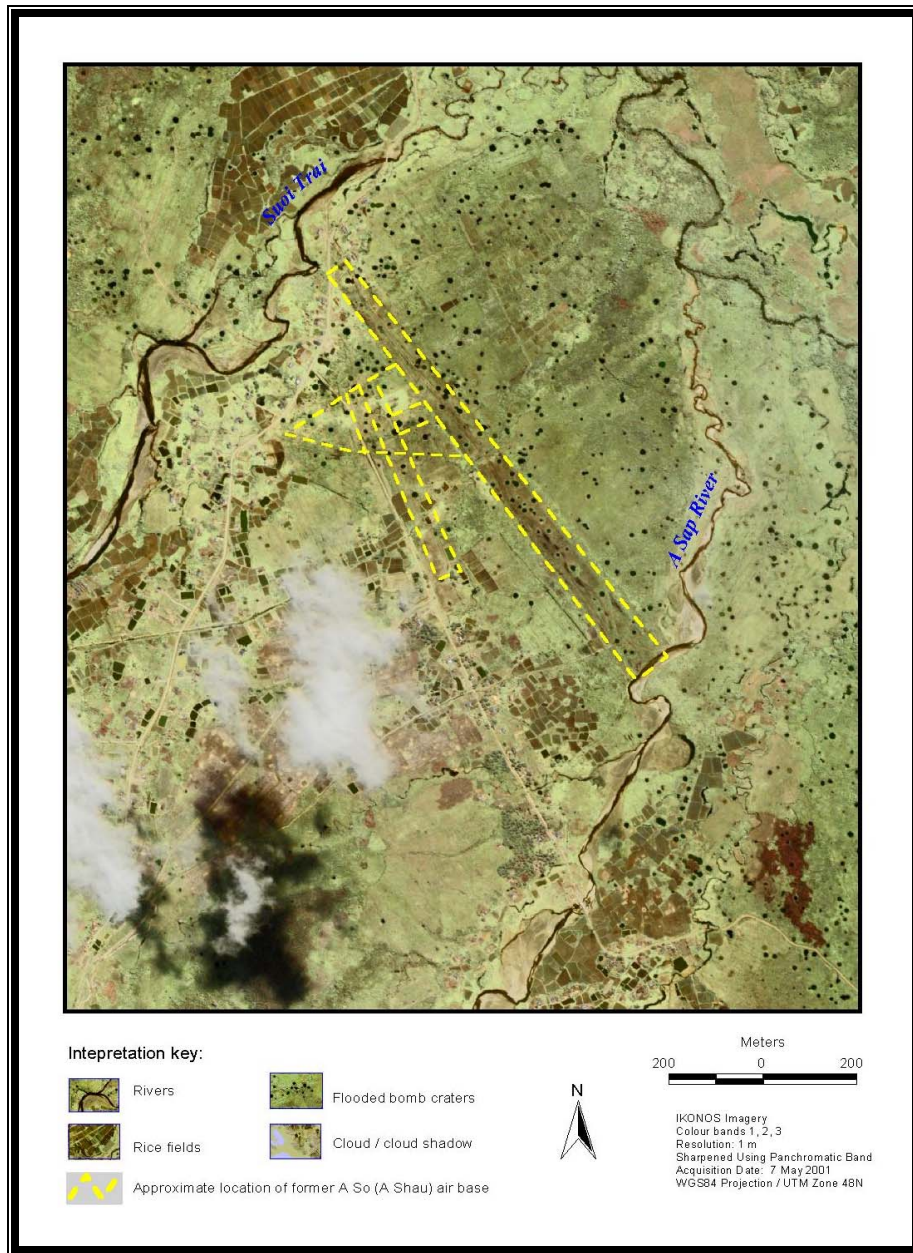 Suoi Trai
A Sap River
Intepretation key:
Rivers
Flooded bomb craters
Rice fields
Cloud / cloud shadow
Approximate location of former A So (A Shau) air base
N
Meters
200 0 200
IKONOS Imagery
Colour bands 1, 2, 3
Resolution: 1 m
Sharpened Using Panchromatic Band
Acquisition Date: 7 May 2001
WGS84 Projection / UTM Zone 48N